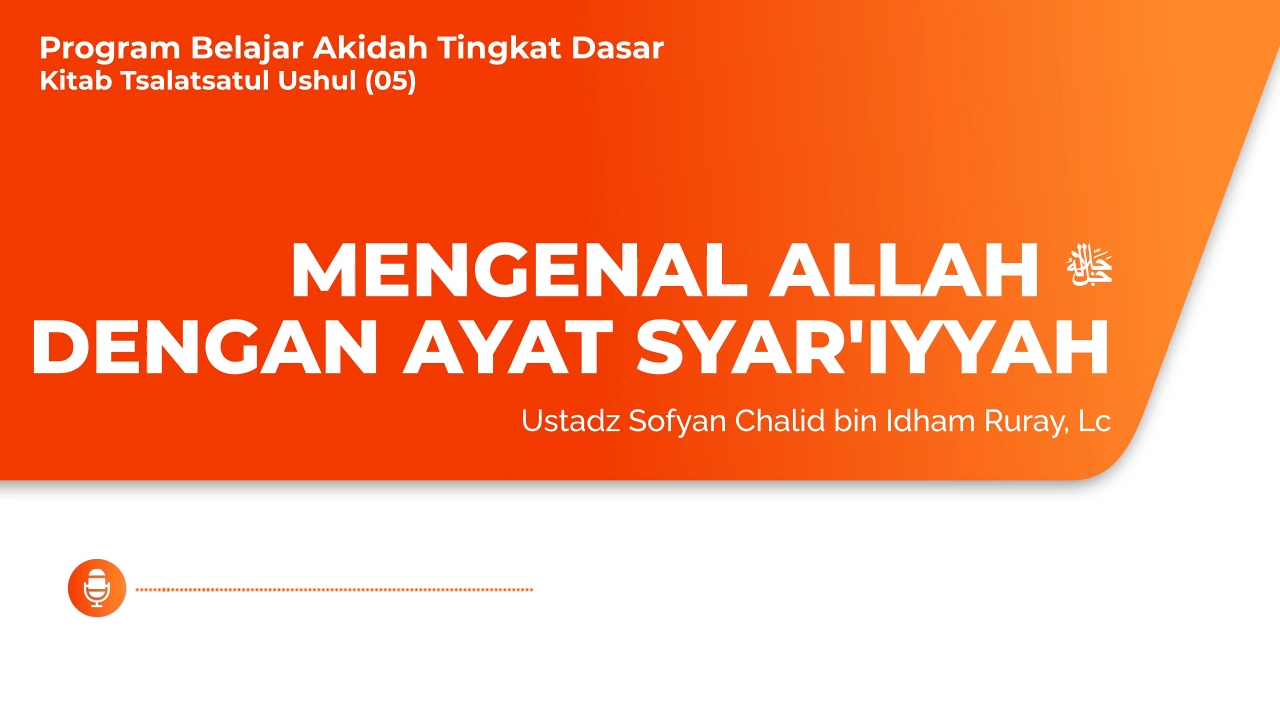 Program Belajar Akidah Tingkat Dasar
Kitab Tsalatsatul Ushul (05)
MENGENAL ALLAH ﷻ
DENGAN AYAT SYAR'IYYAH
Ustadz Sofyan Chalid bin Idham Ruray, Lc